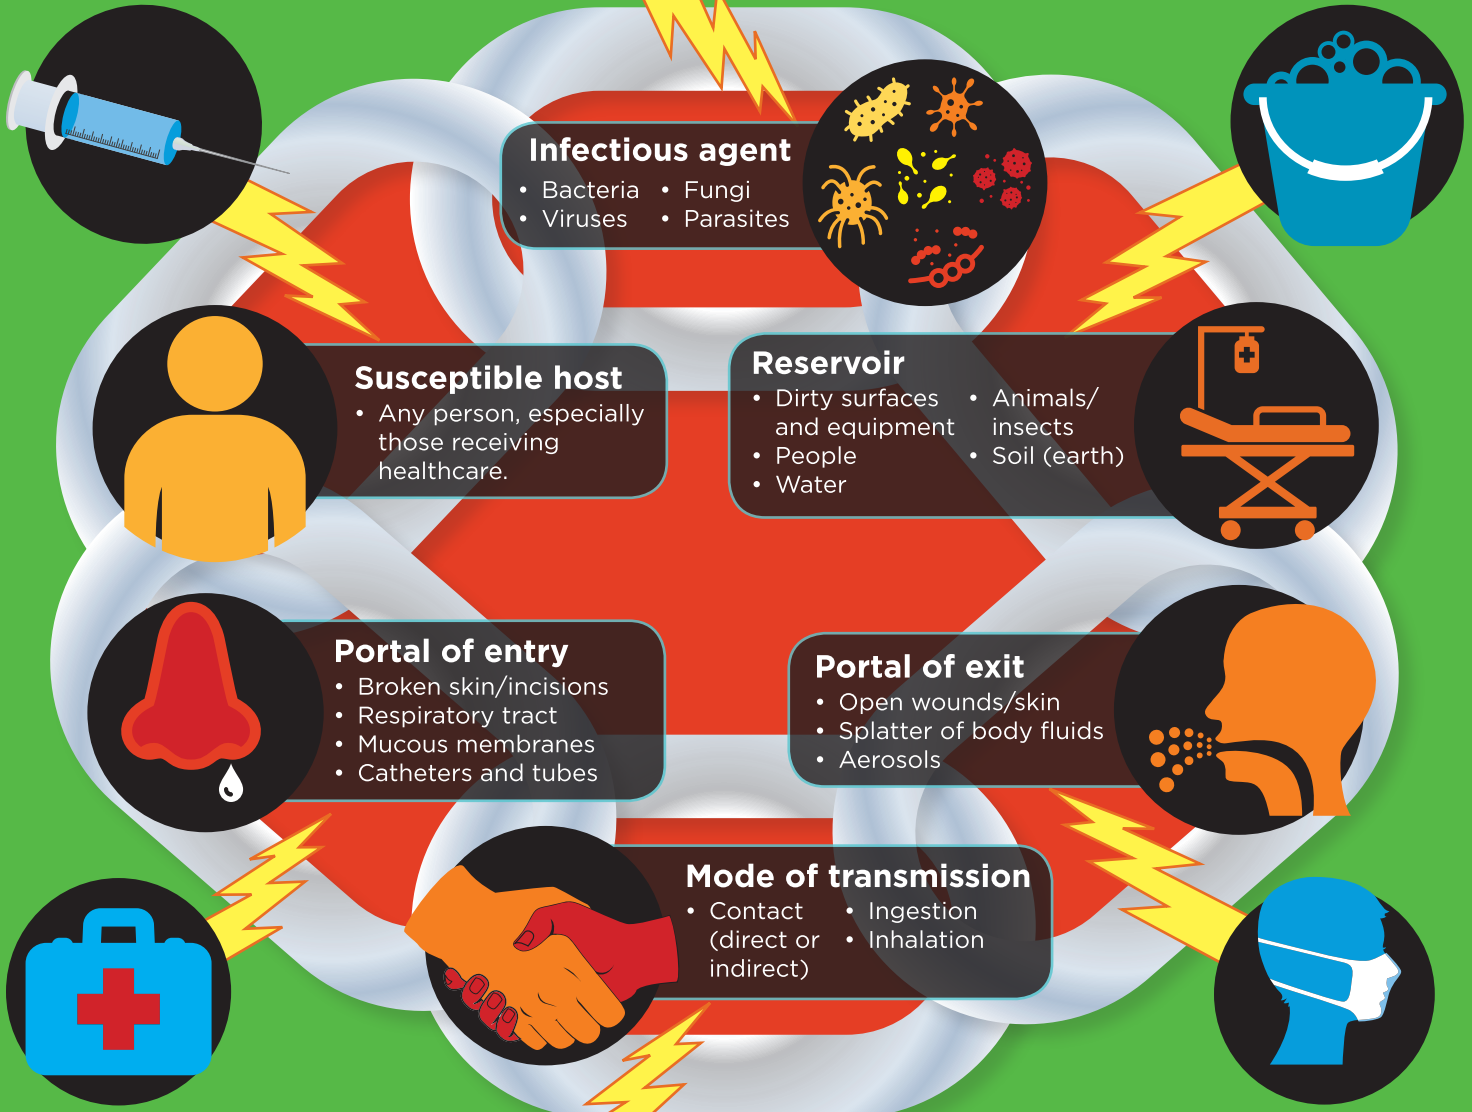 Infectious agent
• Bacteria • Fungi
• Viruses • Parasites
Reservoir
• Dirty surfaces
and equipment
• People
• Water
• Animals/
insects
• Soil (earth)
Portal of exit
• Open wounds/skin
• Splatter of body fluids
• Aerosols
Mode of transmission
• Contact
(direct or
indirect)
• Ingestion
• Inhalation
Portal of entry
• Broken skin/incisions
• Respiratory tract
• Mucous membranes
• Catheters and tubes
Susceptible host
• Any person, especially
those receiving
healthcare.